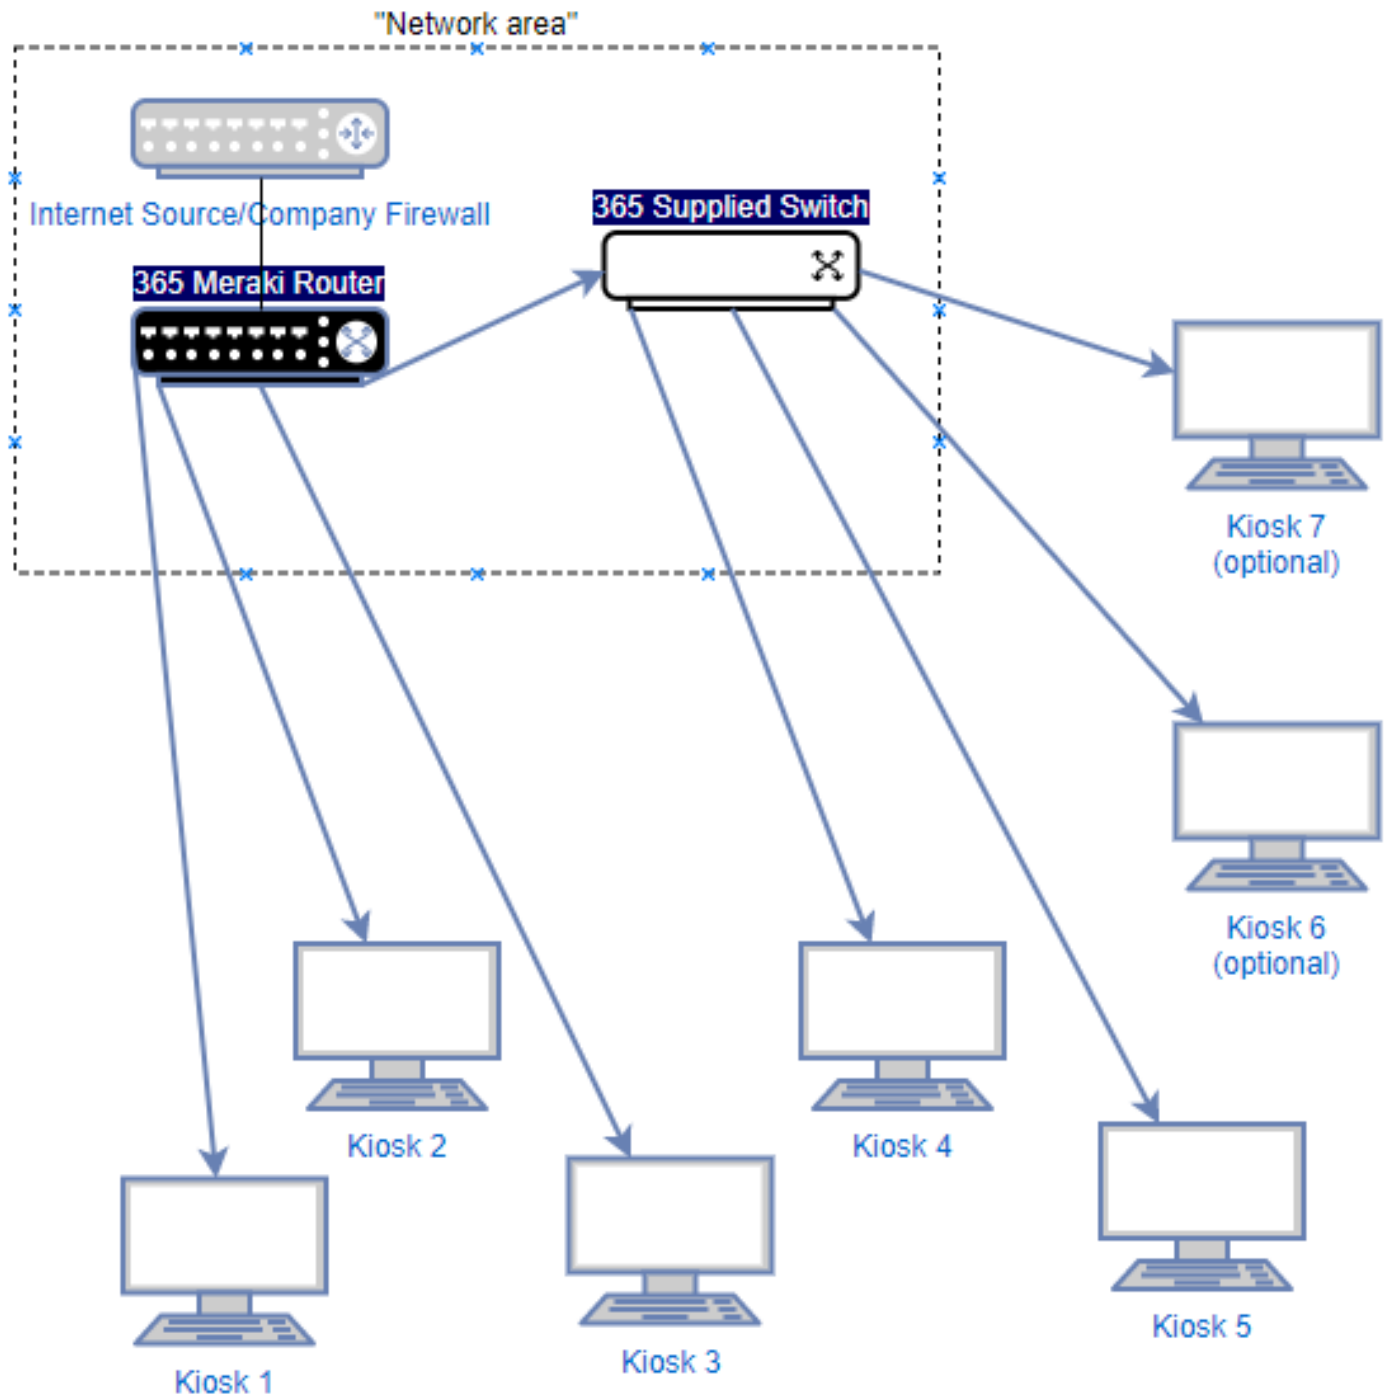 "Network area"
Internet Source/Company Firewall
365 Supplied Switch
365 Meraki Router
Kiosk 7
(optional)
Kiosk 6
(optional)
Kiosk 2
Kiosk 4
Kiosk 5
Kiosk 3
Kiosk 1